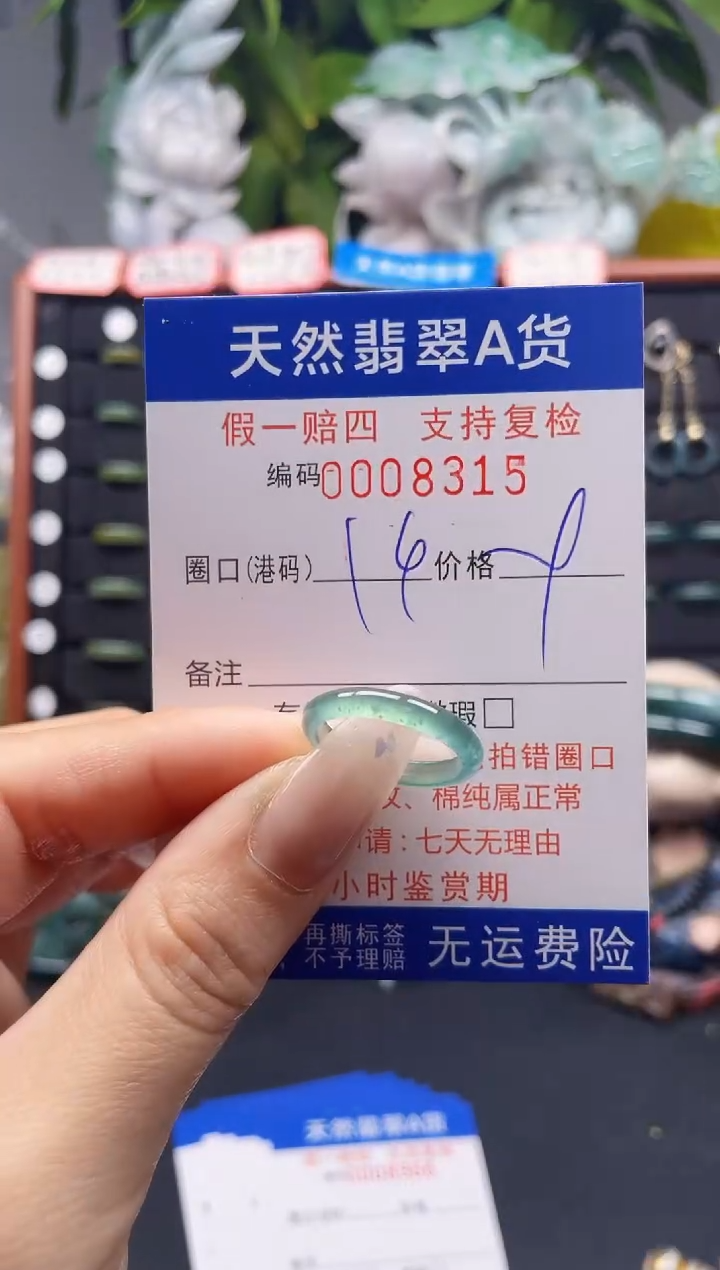 天然翡翠A货
假一赔四 支持复检
编码0008315
圈口(港码) 14 价格
备注
瑕□
拍错圈口
、棉纯属正常
请:七天无理由
小时鉴赏期
再撕标签
不予理赔
无运费险
天然翡翠A货